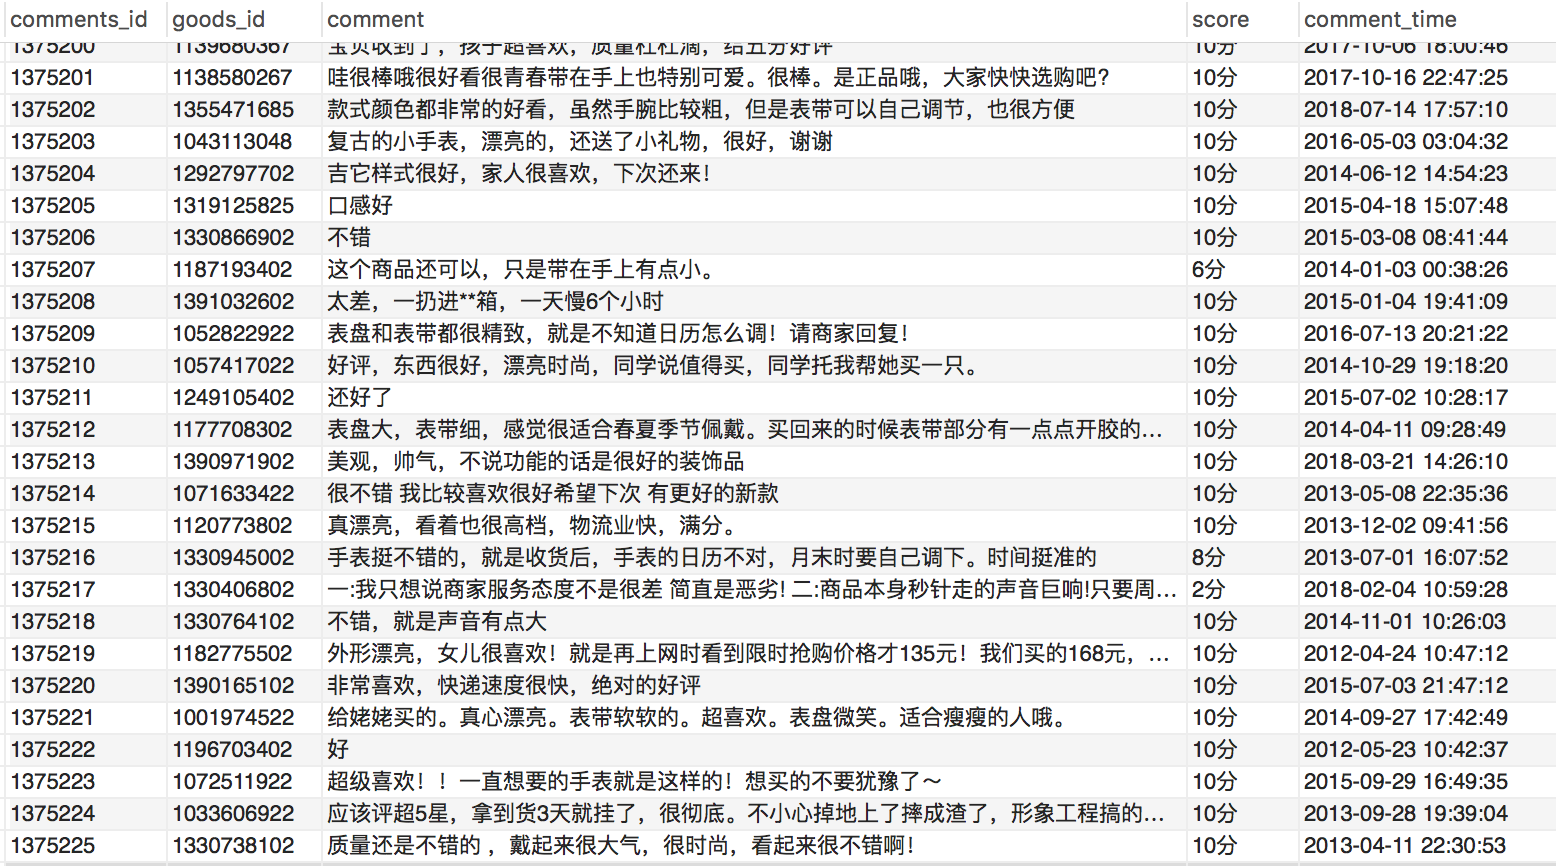 comments_id goods_id comment score comment_time
1375200 1139680367 宝贝收到了，孩子超喜欢，质量杠杠滴，给五分好评 10分 2017-10-06 18:00:46
1375201 1138580267 哇很棒哦很好看很青春带在手上也特别可爱。很棒。是正品哦，大家快快选购吧？ 10分 2017-10-16 22:47:25
1375202 1355471685 款式颜色都非常的好看，虽然手腕比较粗，但是表带可以自己调节，也很方便 10分 2018-07-14 17:57:10
1375203 1043113048 复古的小手表，漂亮的，还送了小礼物，很好，谢谢 10分 2016-05-03 03:04:32
1375204 1292797702 吉它样式很好，家人很喜欢，下次还来！ 10分 2014-06-12 14:54:23
1375205 1319125825 口感好 10分 2015-04-18 15:07:48
1375206 1330866902 不错 10分 2015-03-08 08:41:44
1375207 1187193402 这个商品还可以，只是带在手上有点小。 6分 2014-01-03 00:38:26
1375208 1391032602 太差，一扔进**箱，一天慢6个小时 10分 2015-01-04 19:41:09
1375209 1052822922 表盘和表带都很精致，就是不知道日历怎么调！请商家回复！ 10分 2016-07-13 20:21:22
1375210 1057417022 好评，东西很好，漂亮时尚，同学说值得买，同学托我帮她买一只。 10分 2014-10-29 19:18:20
1375211 1249105402 还好了 10分 2015-07-02 10:28:17
1375212 1177708302 表盘大，表带细，感觉很适合春夏季节佩戴。买回来的时候表带部分有一点点开胶的... 10分 2014-04-11 09:28:49
1375213 1390971902 美观，帅气，不说功能的话是很好的装饰品 10分 2018-03-21 14:26:10
1375214 1071633422 很不错 我比较喜欢很好希望下次 有更好的新款 10分 2013-05-08 22:35:36
1375215 1120773802 真漂亮，看着也很高档，物流业快，满分。 10分 2013-12-02 09:41:56
1375216 1330945002 手表挺不错的，就是收货后，手表的日历不对，月末时要自己调下。时间挺准的 8分 2013-07-01 16:07:52
1375217 1330406802 一:我只想说商家服务态度不是很差 简直是恶劣! 二:商品本身秒针走的声音巨响!只要周... 2分 2018-02-04 10:59:28
1375218 1330764102 不错，就是声音有点大 10分 2014-11-01 10:26:03
1375219 1182775502 外形漂亮，女儿很喜欢！就是再上网时看到限时抢购价格才135元！我们买的168元，... 10分 2012-04-24 10:47:12
1375220 1390165102 非常喜欢，快递速度很快，绝对的好评 10分 2015-07-03 21:47:12
1375221 1001974522 给姥姥买的。真心漂亮。表带软软的。超喜欢。表盘微笑。适合瘦瘦的人哦。 10分 2014-09-27 17:42:49
1375222 1196703402 好 10分 2012-05-23 10:42:37
1375223 1072511922 超级喜欢！！一直想要的手表就是这样的！想买的不要犹豫了～ 10分 2015-09-29 16:49:35
1375224 1033606922 应该评超5星，拿到货3天就挂了，很彻底。不小心掉地上了摔成渣了，形象工程搞的... 10分 2013-09-28 19:39:04
1375225 1330738102 质量还是不错的 ，戴起来很大气，很时尚，看起来很不错啊！ 10分 2013-04-11 22:30:53